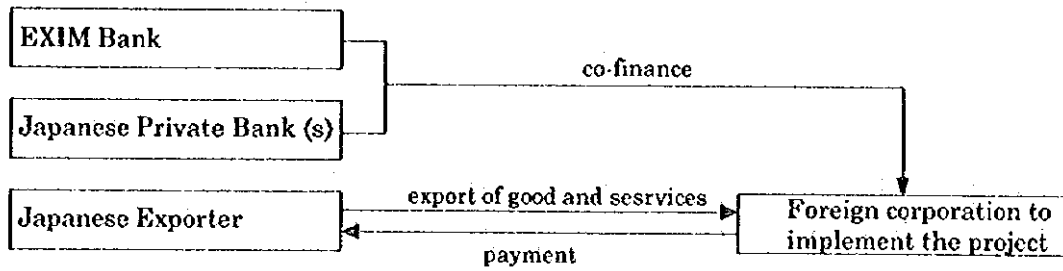 EXIM Bank
co-finance
Japanese Private Bank (s)
Japanese Exporter
export of good and sesrvices
payment
Foreign corporation to
implement the project